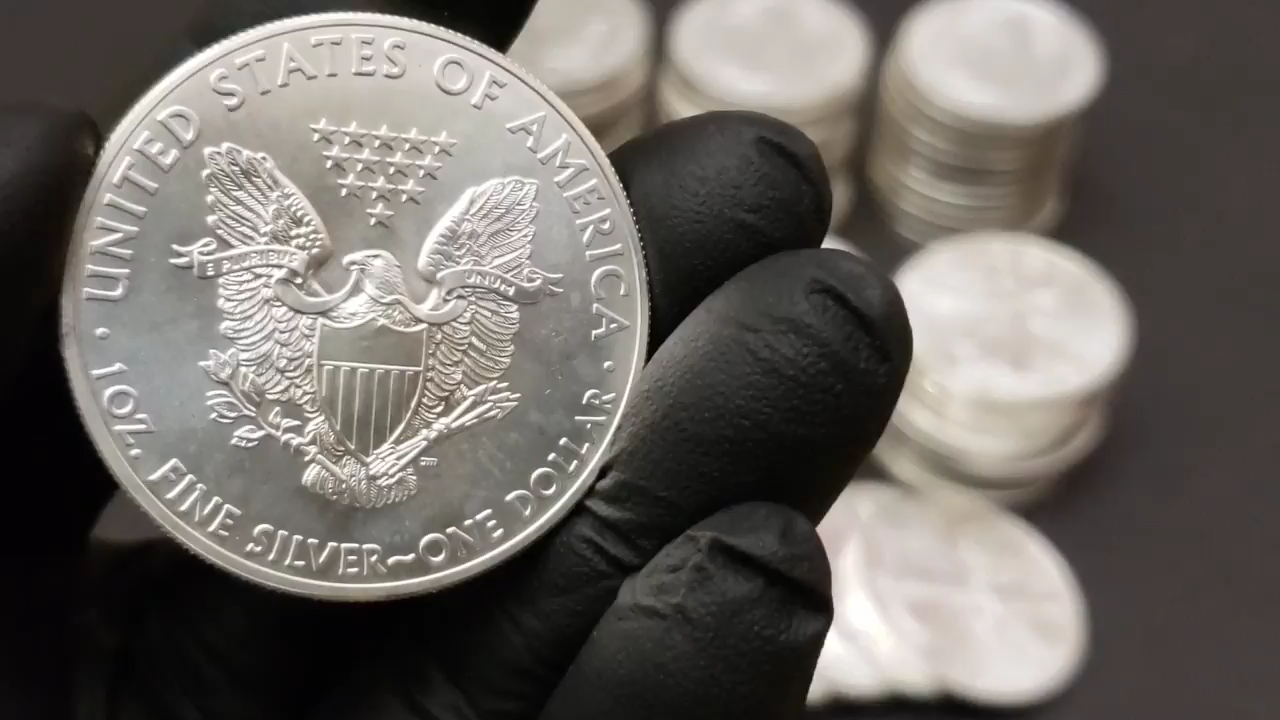 UNITED STATES OF AMERICA
E PLURIBUS UNUM
1 OZ. FINE SILVER~ONE DOLLAR